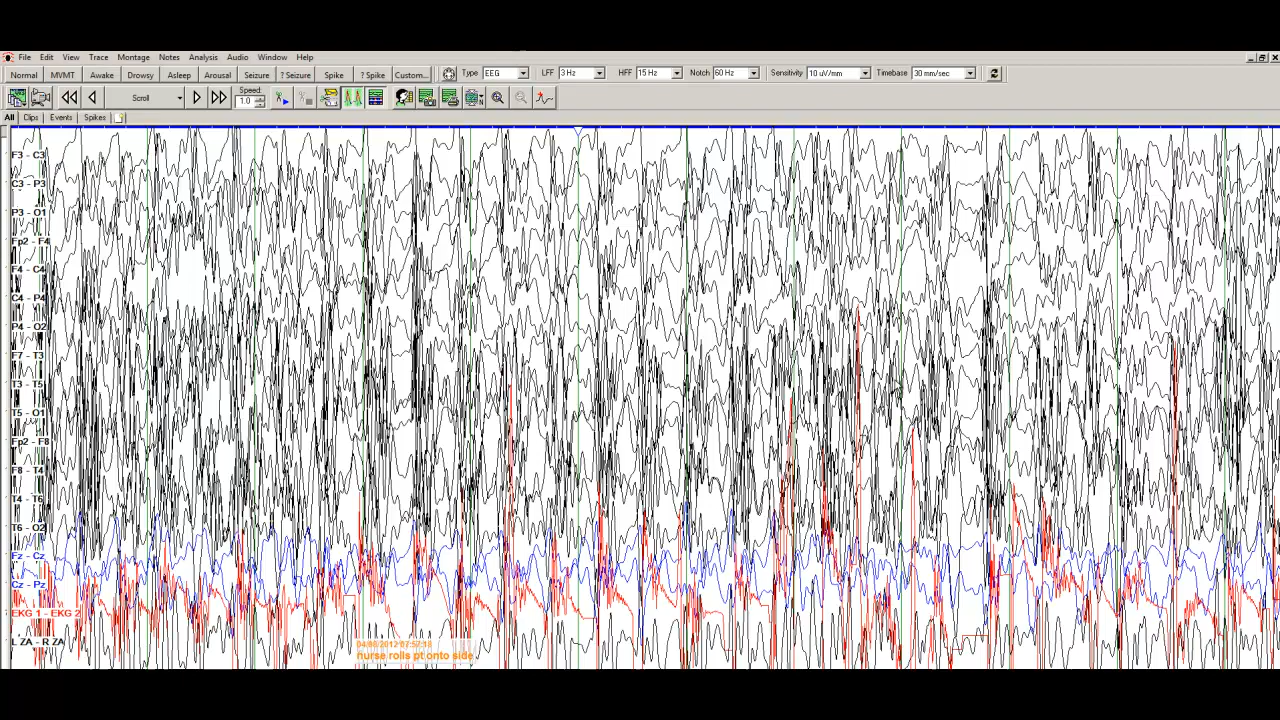 File Edit View Trace Montage Notes Analysis Audio Window Help
Normal MVMT Awake Drowsy Asleep Arousal Seizure ? Seizure Spike ? Spike Custom... Type EEG LFF 3 Hz HFF 15 Hz Notch 60 Hz Sensitivity 10 uV/mm Timebase 30 mm/sec
Scroll Speed: 1.0
All Clips Events Spikes
F3 - C3
C3 - P3
P3 - O1
Fp2 - F4
F4 - C4
C4 - P4
P4 - O2
F7 - T3
T3 - T5
T5 - O1
Fp2 - F8
F8 - T4
T4 - T6
T6 - O2
Fz - Cz
Cz - Pz
EKG 1 - EKG 2
L ZA - R ZA
nurse rolls pt onto side